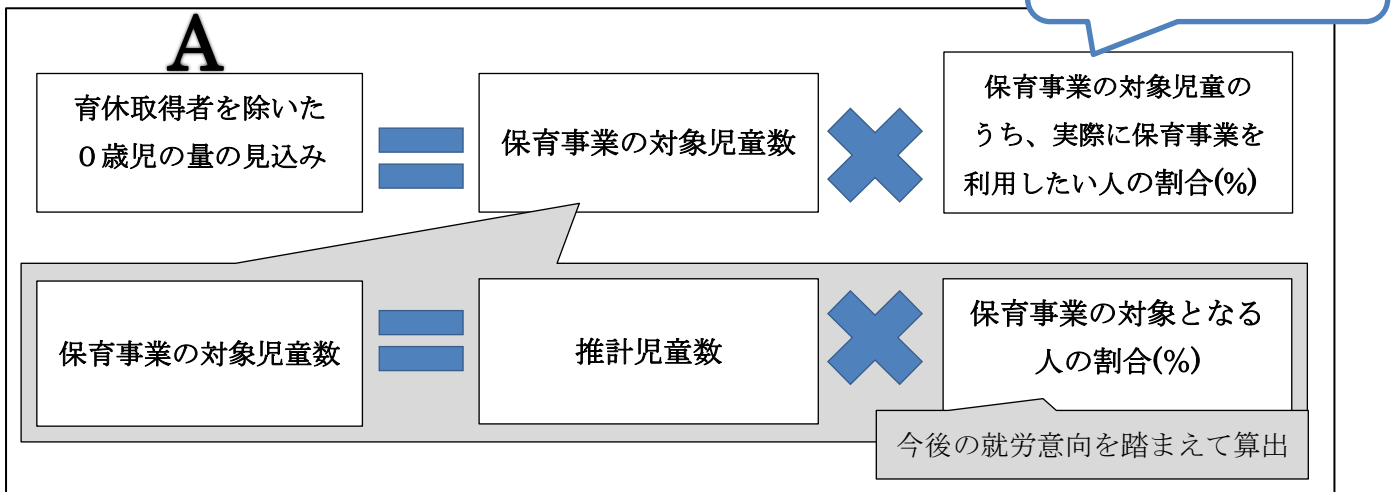 A
育休取得者を除いた
０歳児の量の見込み
保育事業の対象児童数
保育事業の対象児童の
うち、実際に保育事業を
利用したい人の割合(%)
保育事業の対象児童数
推計児童数
保育事業の対象となる
人の割合(%)
今後の就労意向を踏まえて算出